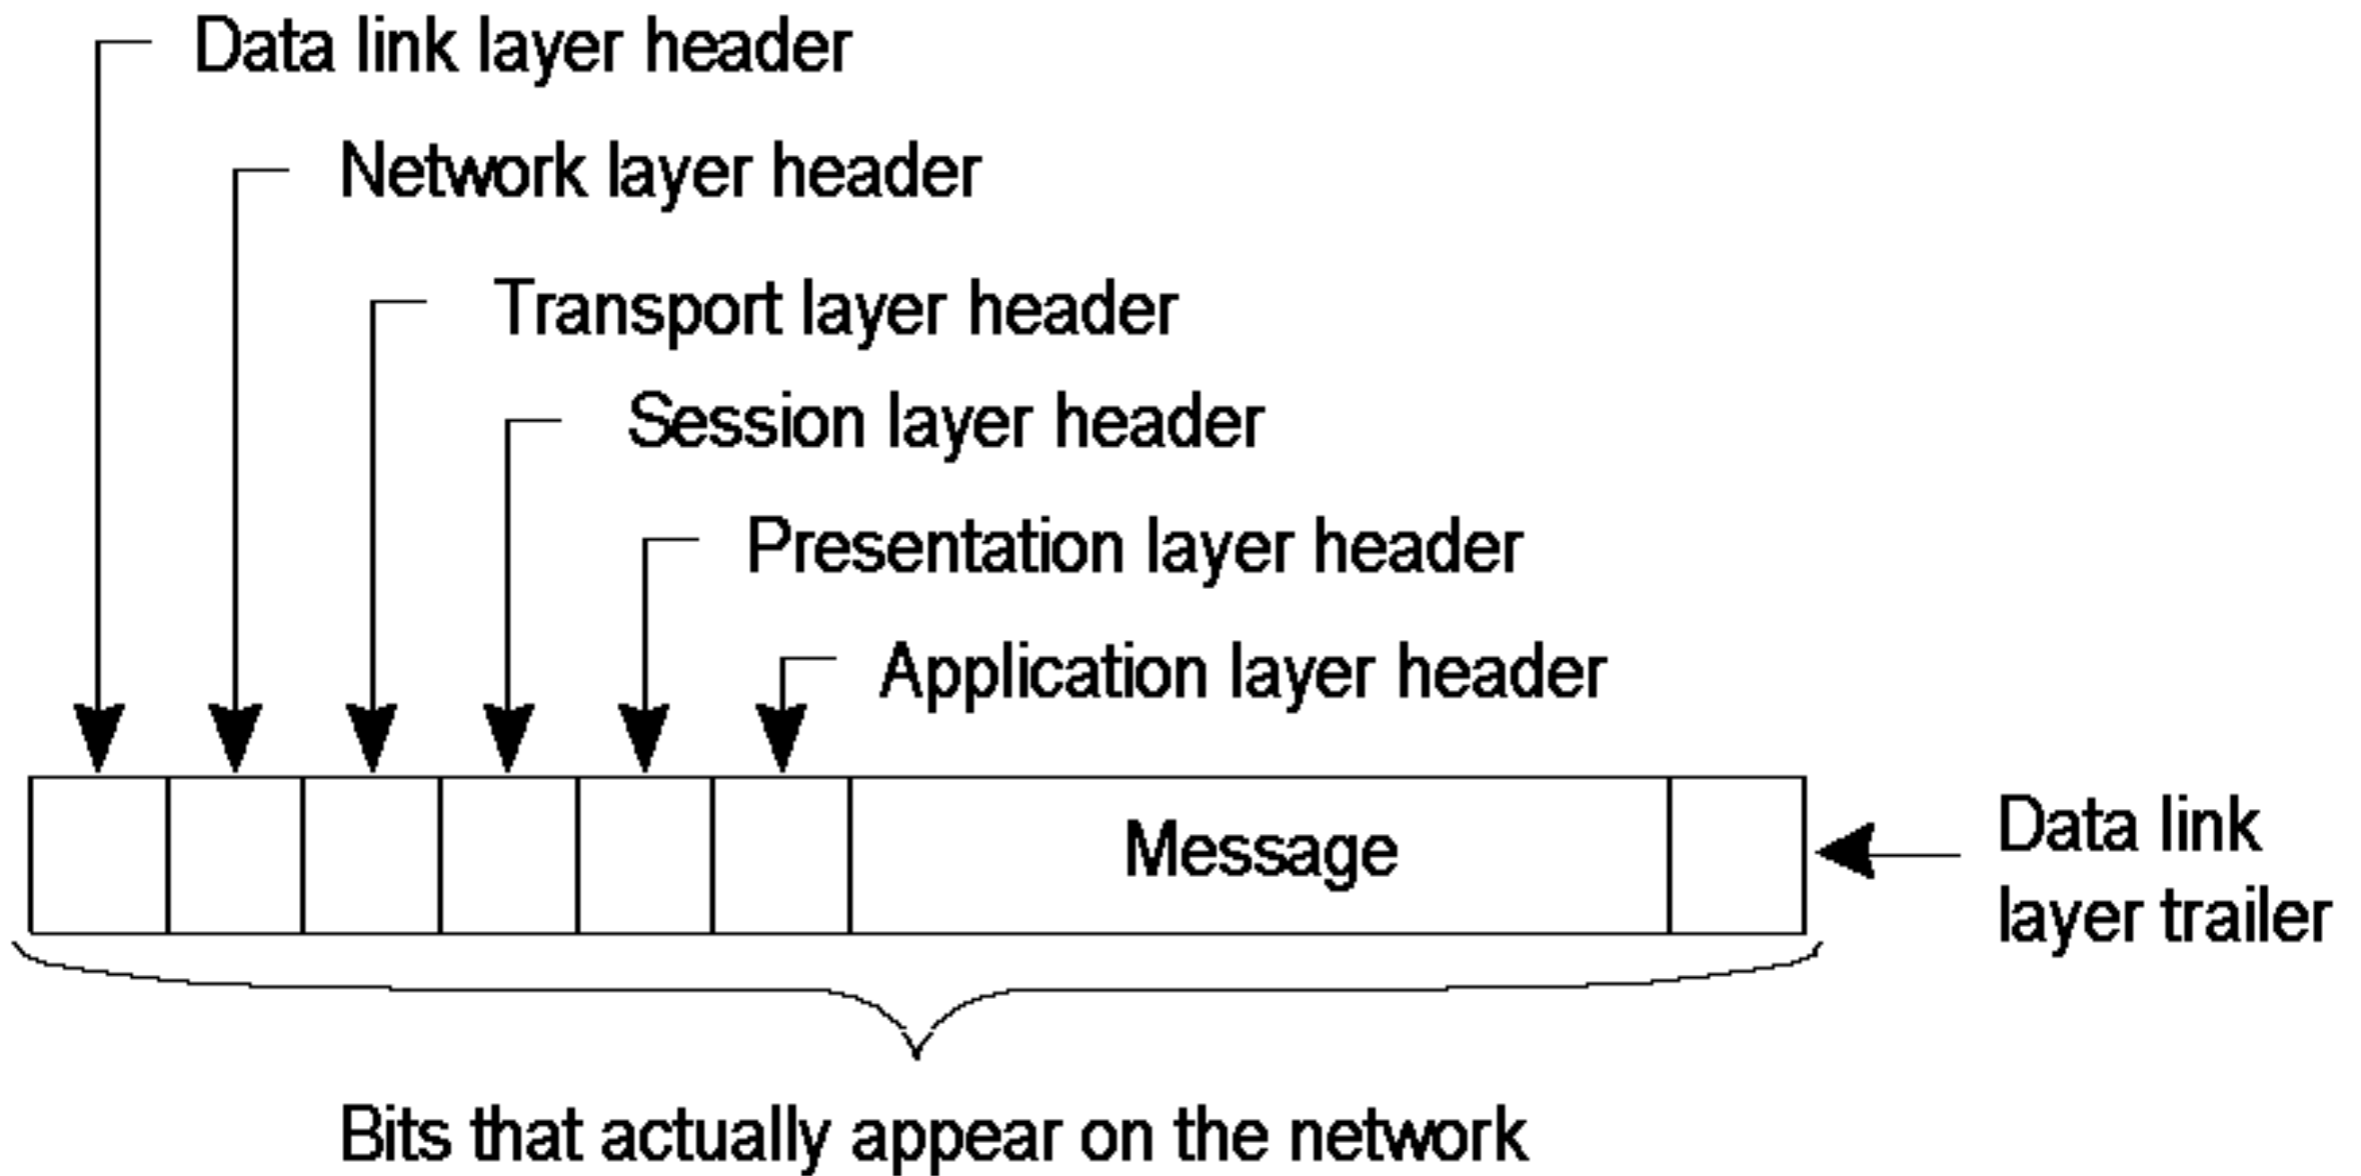 Data link layer header
Network layer header
Transport layer header
Session layer header
Presentation layer header
Application layer header
Message
Data link
layer trailer
Bits that actually appear on the network